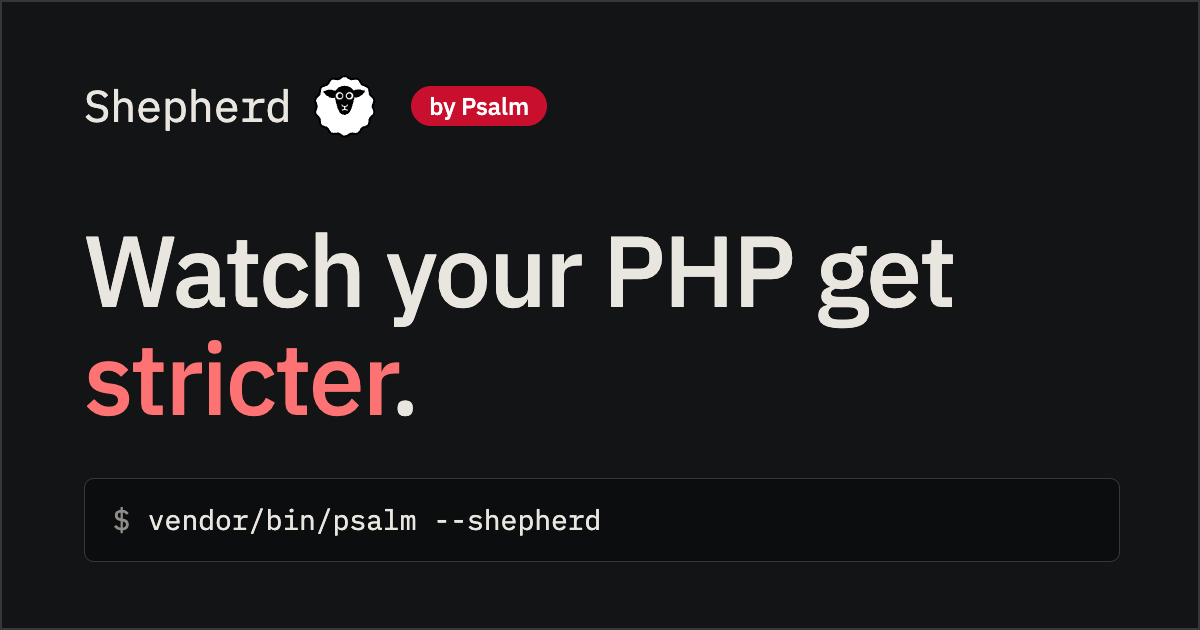 Shepherd
by Psalm
Watch your PHP get
stricter.
$ vendor/bin/psalm --shepherd